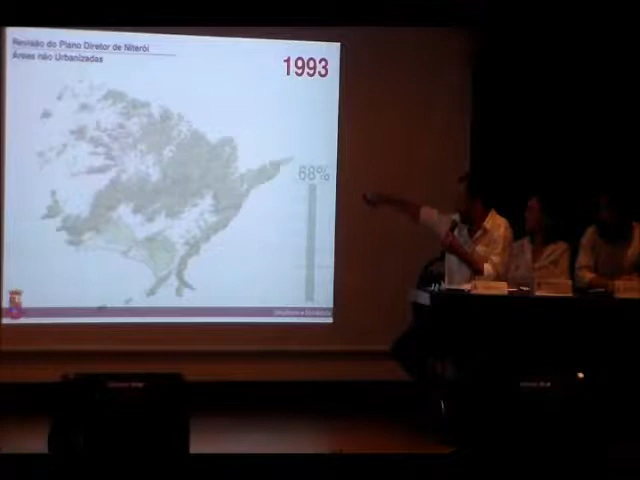 Revisão do Plano Diretor de Niterói
Áreas não Urbanizadas
1993
68%